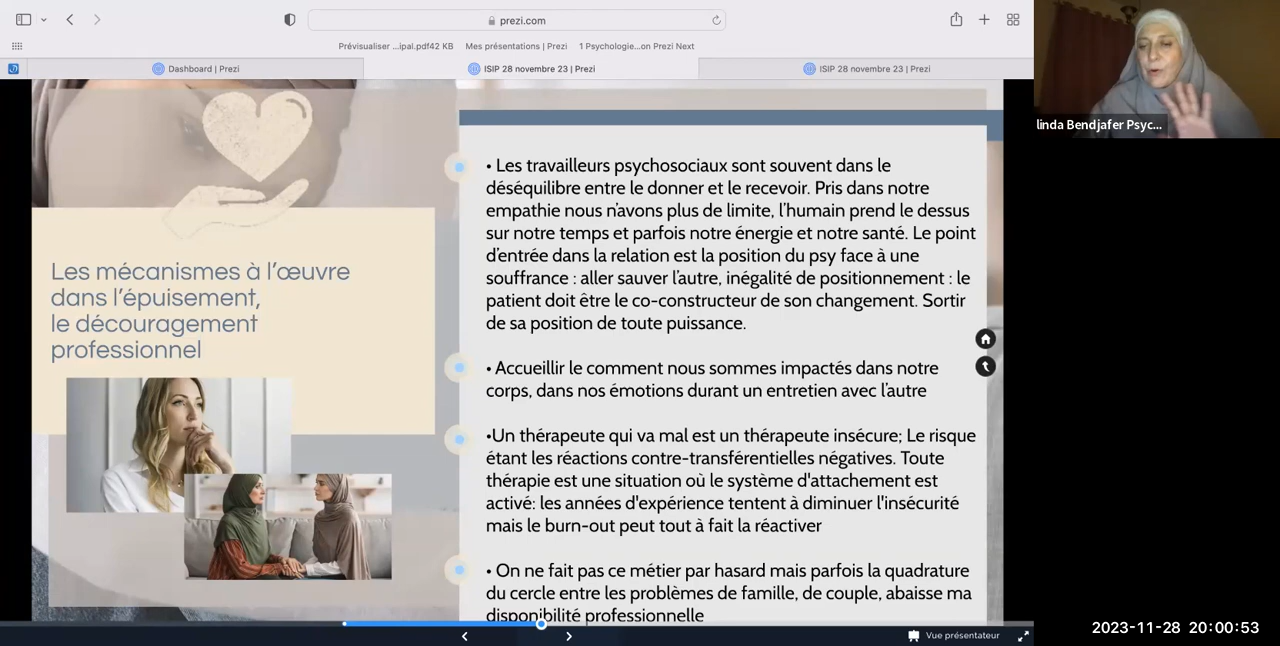 prezi.com
Prévisualiser ...ipal.pdf42 KB Mes présentations | Prezi 1 Psychologie...on Prezi Next
Dashboard | Prezi
ISIP 28 novembre 23 | Prezi
ISIP 28 novembre 23 | Prezi
linda Bendjafer Psyc...
Les mécanismes à l'œuvre
dans l'épuisement,
le découragement
professionnel
• Les travailleurs psychosociaux sont souvent dans le
déséquilibre entre le donner et le recevoir. Pris dans notre
empathie nous n'avons plus de limite, l'humain prend le dessus
sur notre temps et parfois notre énergie et notre santé. Le point
d'entrée dans la relation est la position du psy face à une
souffrance : aller sauver l'autre, inégalité de positionnement : le
patient doit être le co-constructeur de son changement. Sortir
de sa position de toute puissance.
• Accueillir le comment nous sommes impactés dans notre
corps, dans nos émotions durant un entretien avec l'autre
•Un thérapeute qui va mal est un thérapeute insécure; Le risque
étant les réactions contre-transférentielles négatives. Toute
thérapie est une situation où le système d'attachement est
activé: les années d'expérience tentent à diminuer l'insécurité
mais le burn-out peut tout à fait la réactiver
• On ne fait pas ce métier par hasard mais parfois la quadrature
du cercle entre les problèmes de famille, de couple, abaisse ma
disponibilité professionnelle
Vue présentateur
2023-11-28 20:00:53